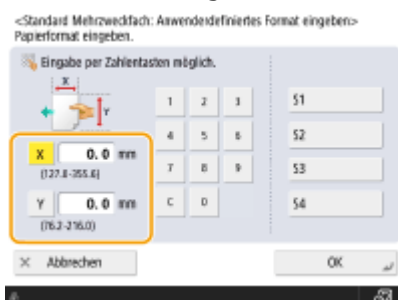 <Standard Mehrzweckfach: Anwenderdefiniertes Format eingeben>
Papierformat eingeben.
Eingabe per Zahlentasten möglich.
X
Y
1 2 3
4 5 6
7 8 9
C 0
X 0. 0 mm
(127.0-355.6)
Y 0. 0 mm
(76.2-216.0)
S1
S2
S3
S4
× Abbrechen
OK